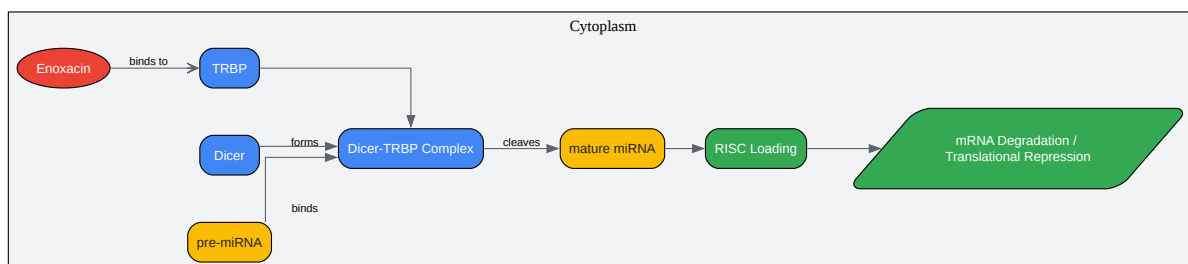 Cytoplasm
Enoxacin
binds to
TRBP
Dicer
forms
Dicer-TRBP Complex
cleaves
mature miRNA
RISC Loading
mRNA Degradation /
Translational Repression
binds
pre-miRNA